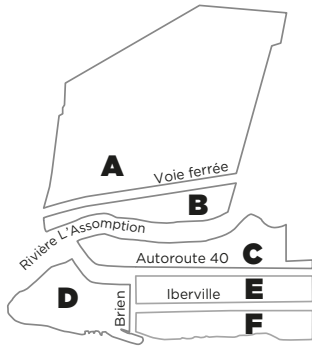 A
Voie ferrée
B
Rivière L'Assomption
C
Autoroute 40
D
Brien
E
Iberville
F